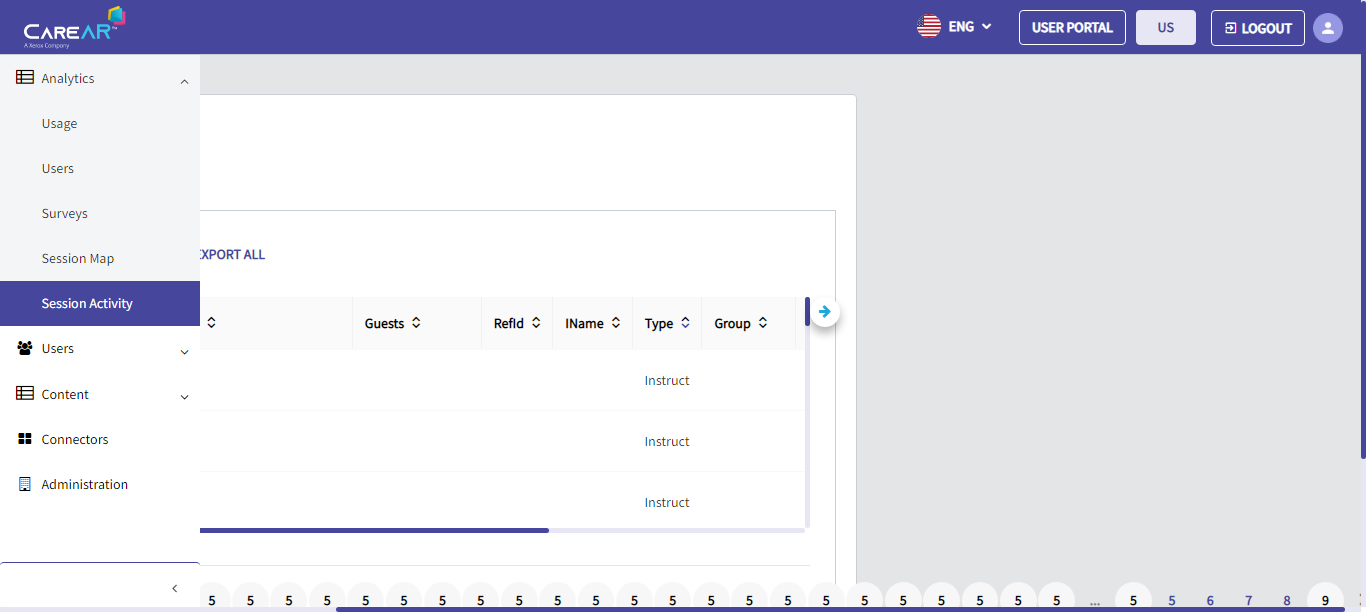 CAREAR™
A Xerox Company
ENG
USER PORTAL
US
LOGOUT
Analytics
Usage
Users
Surveys
Session Map
Session Activity
Users
Content
Connectors
Administration
EXPORT ALL
Guests RefId IName Type Group
Instruct
Instruct
Instruct
5 5 5 5 5 5 5 5 5 5 5 5 5 5 5 5 5 5 5 5 5 5 5 ... 5 5 6 7 8 9